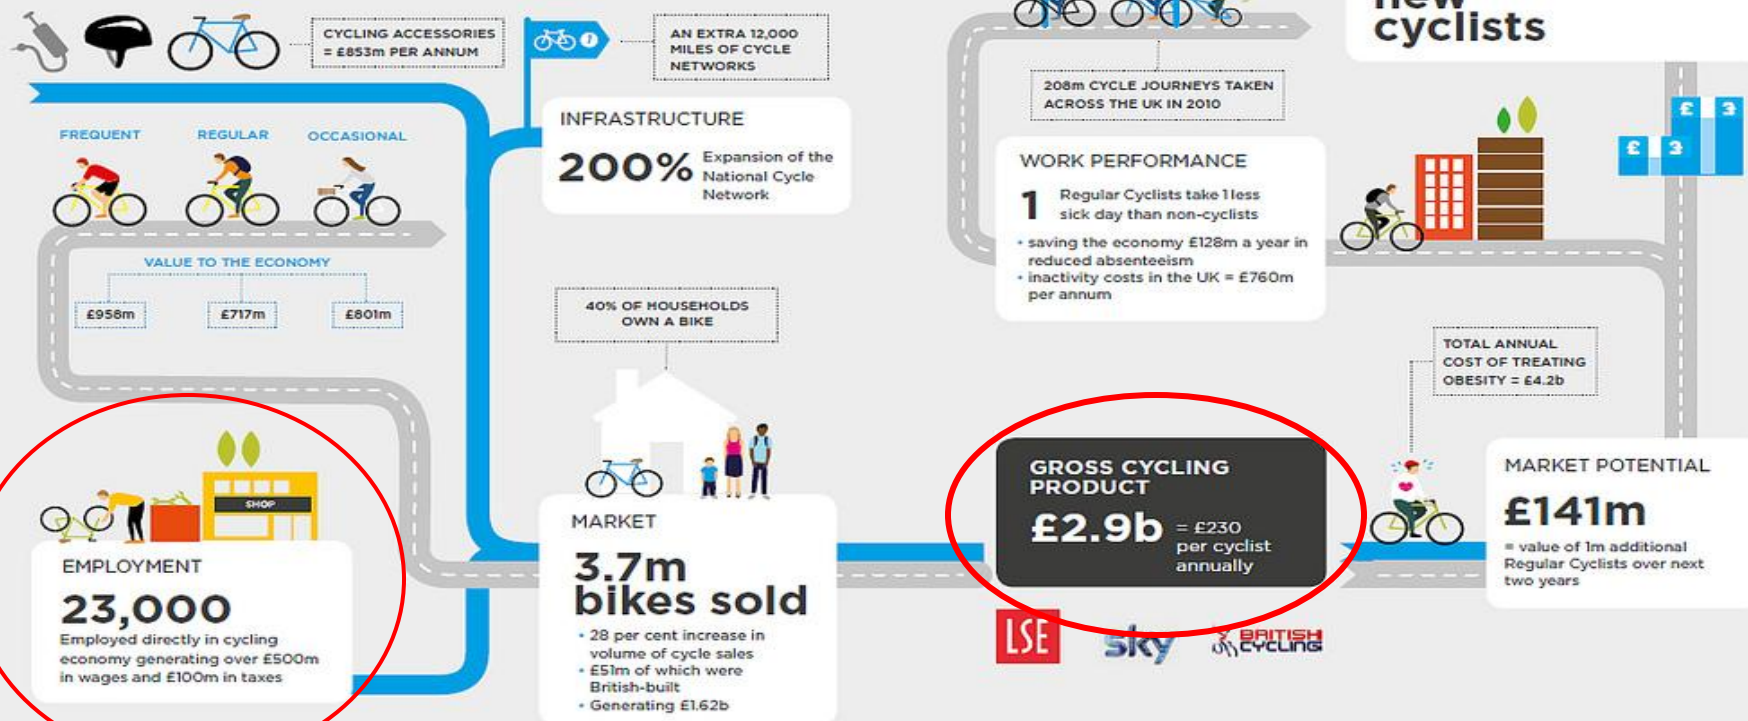 CYCLING ACCESSORIES
= £853m PER ANNUM
AN EXTRA 12,000
MILES OF CYCLE
NETWORKS
INFRASTRUCTURE
200%
Expansion of the
National Cycle
Network
FREQUENT
REGULAR
OCCASIONAL
VALUE TO THE ECONOMY
£958m
£717m
£801m
40% OF HOUSEHOLDS
OWN A BIKE
SHOP
EMPLOYMENT
23,000
Employed directly in cycling
economy generating over £500m
in wages and £100m in taxes
MARKET
3.7m
bikes sold
• 28 per cent increase in
volume of cycle sales
• £51m of which were
British-built
• Generating £1.62b
new
cyclists
208m CYCLE JOURNEYS TAKEN
ACROSS THE UK IN 2010
WORK PERFORMANCE
1
Regular Cyclists take 1 less
sick day than non-cyclists
• saving the economy £128m a year in
reduced absenteeism
• inactivity costs in the UK = £760m
per annum
£ 3
£ 3
TOTAL ANNUAL
COST OF TREATING
OBESITY = £4.2b
GROSS CYCLING
PRODUCT
£2.9b
= £230
per cyclist
annually
MARKET POTENTIAL
£141m
= value of 1m additional
Regular Cyclists over next
two years
LSE
sky
BRITISH
CYCLING